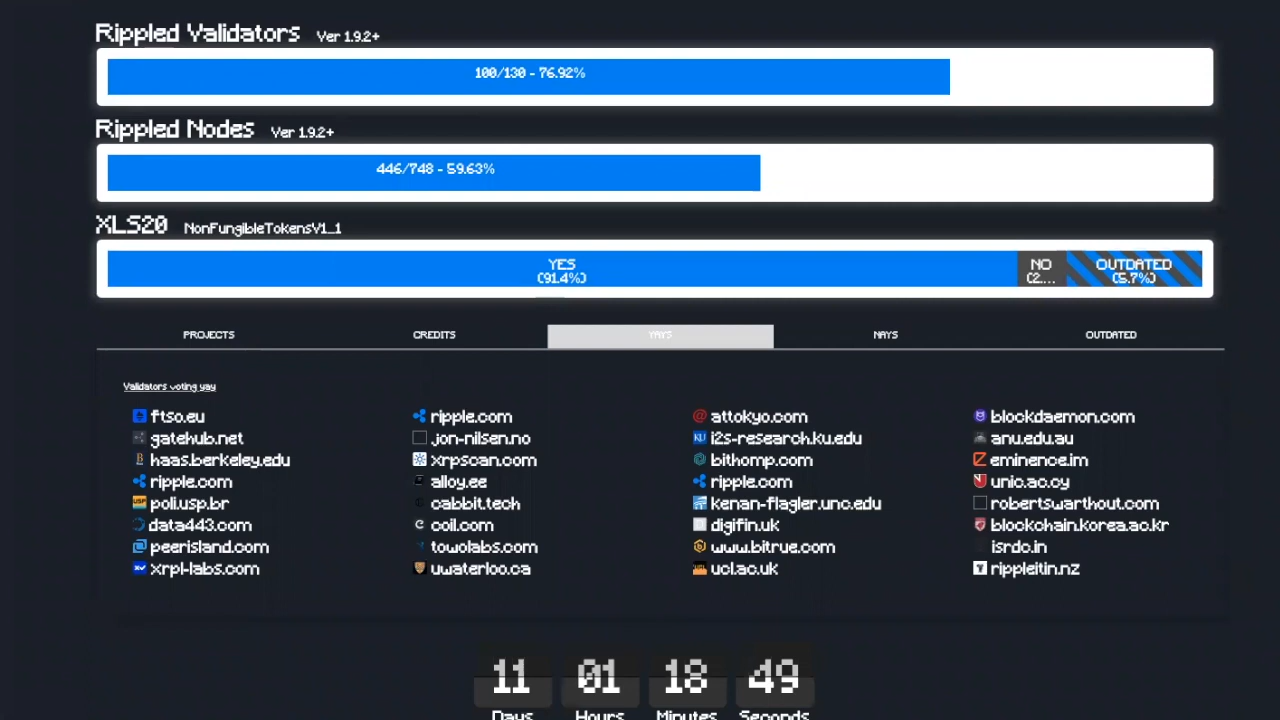 Rippled Validators Ver 1.9.2+
100/130 - 76.92%
Rippled Nodes Ver 1.9.2+
446/748 - 59.63%
XLS20 NonFungibleTokensV1_1
YES NO OUTDATED
(91.4%) (2... (5.7%)
PROJECTS CREDITS YAYS NAYS OUTDATED
Validators voting yay
ftso.eu ripple.com attokyo.com blockdaemon.com
gatehub.net jon-nilsen.no i2s-research.ku.edu anu.edu.au
haas.berkeley.edu xrpscan.com bithomp.com eminence.im
ripple.com alloy.ee ripple.com unic.ac.cy
poli.usp.br cabbit.tech kenan-flagler.unc.edu robertswarthout.com
data443.com coil.com digifin.uk blockchain.korea.ac.kr
peerisland.com towolabs.com www.bitrue.com isrdc.in
xrpl-labs.com uwaterloo.ca ucl.ac.uk rippleitin.nz
11 01 18 49
Days Hours Minutes Seconds